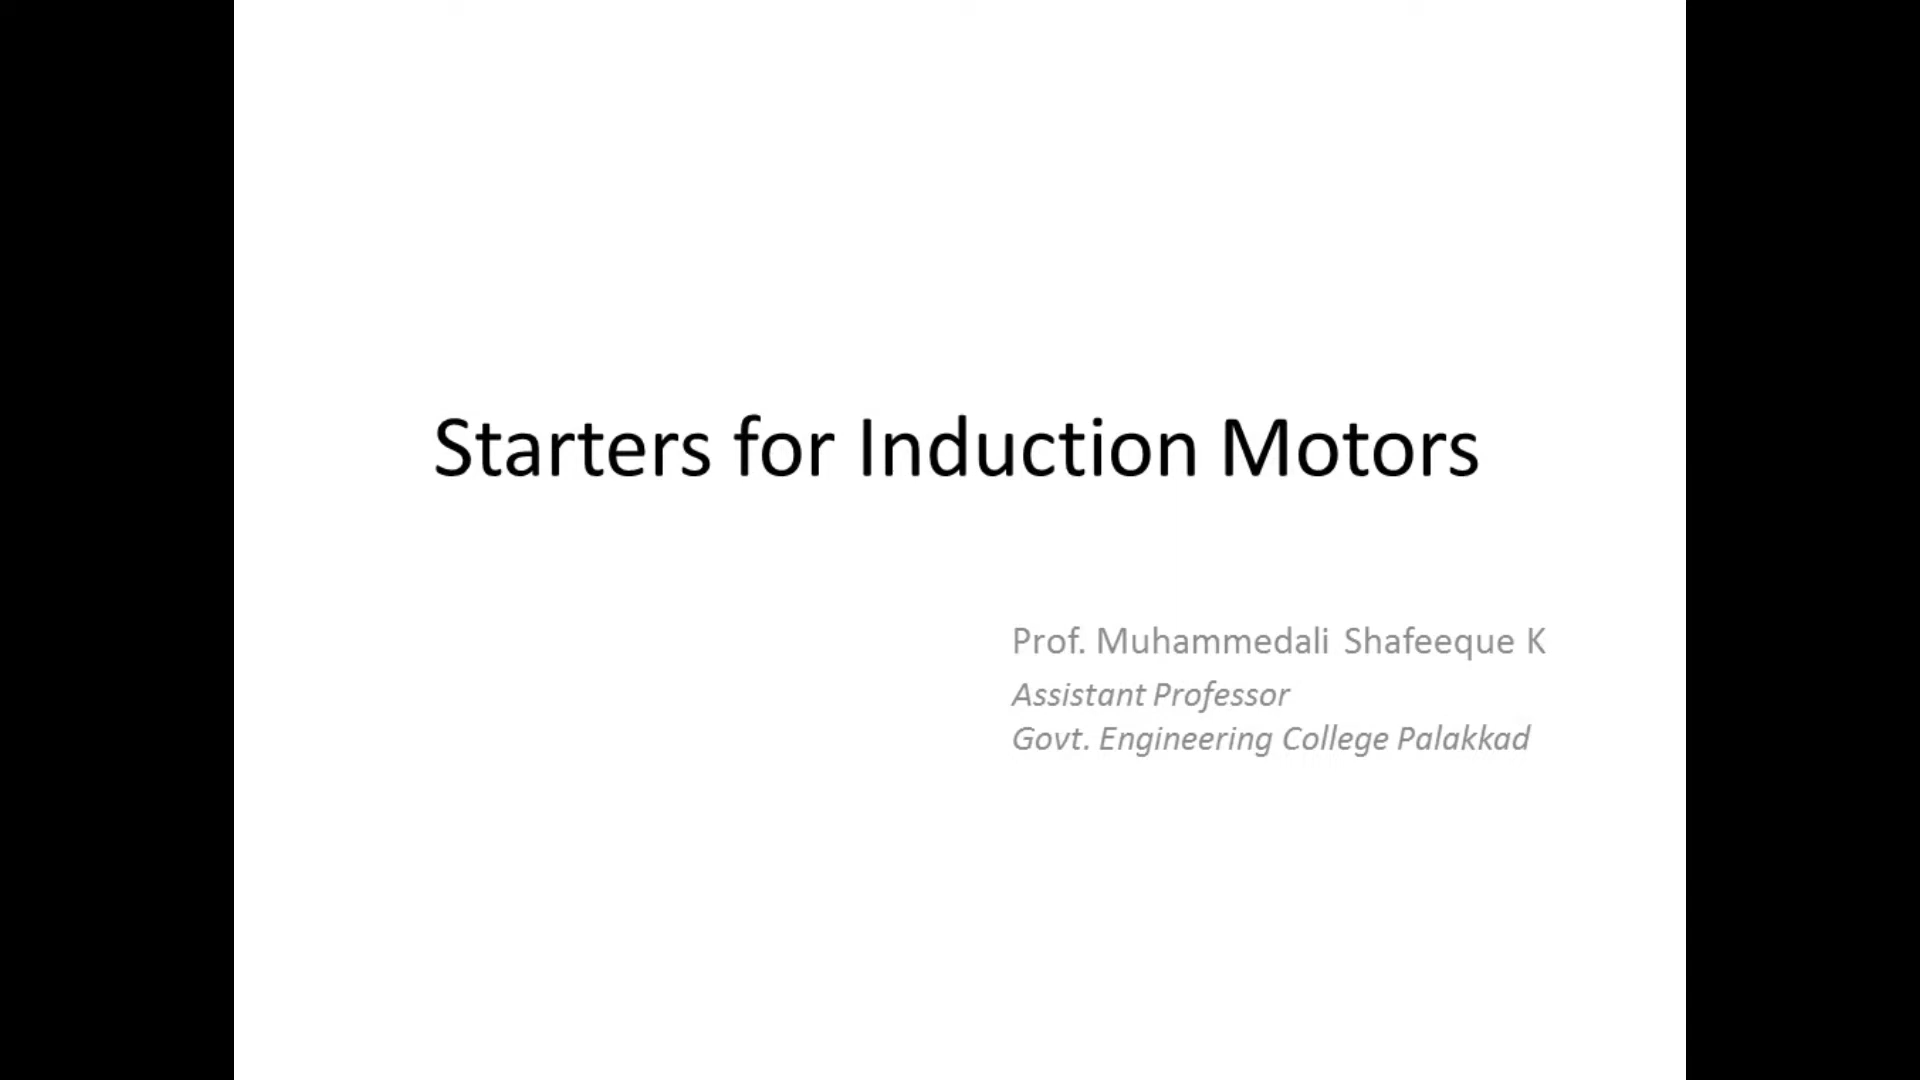 Starters for Induction Motors
Prof. Muhammedali Shafeeque K
Assistant Professor
Govt. Engineering College Palakkad